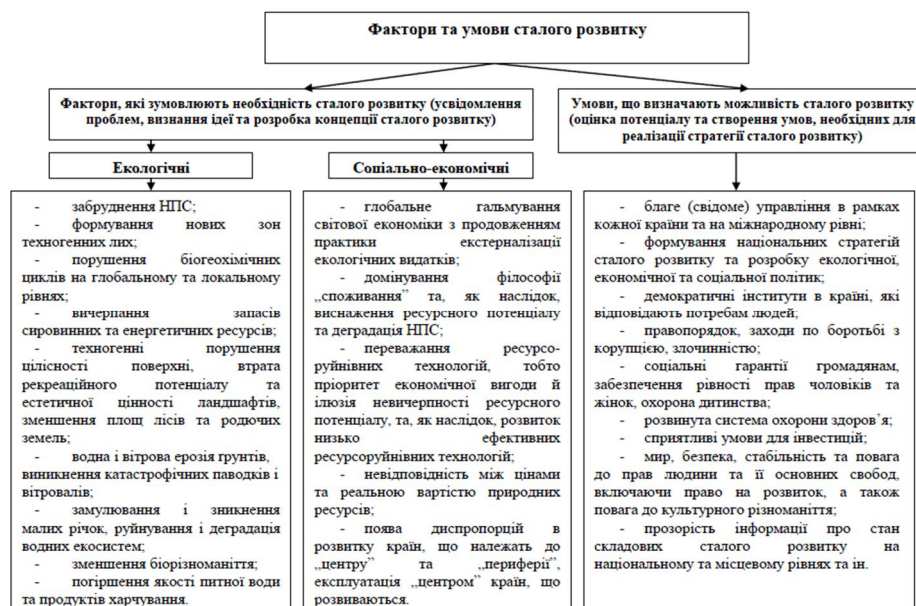 Фактори та умови сталого розвитку
Фактори, які зумовлюють необхідність сталого розвитку (усвідомлення
проблем, визнання ідеї та розробка концепції сталого розвитку)
Умови, що визначають можливість сталого розвитку
(оцінка потенціалу та створення умов, необхідних для
реалізації стратегії сталого розвитку)
Екологічні
Соціально-економічні
- забруднення НПС;
- формування нових зон
техногенних лих;
- порушення біогеохімічних
циклів на глобальному та локальному
рівнях;
- вичерпання запасів
сировинних та енергетичних ресурсів;
- техногенні порушення
цілісності поверхні, втрата
рекреаційного потенціалу та
естетичної цінності ландшафтів,
зменшення площ лісів та родючих
земель;
- водна і вітрова ерозія ґрунтів,
виникнення катастрофічних паводків і
вітровалів;
- замулювання і зникнення
малих річок, руйнування і деградація
водних екосистем;
- зменшення біорізноманіття;
- погіршення якості питної води
та продуктів харчування.
- глобальне гальмування
світової економіки з продовженням
практики екстерналізації
екологічних видатків;
- домінування філософії
„споживання” та, як наслідок,
виснаження ресурсного потенціалу
та деградація НПС;
- переважання ресурсо-
руйнівних технологій, тобто
пріоритет економічної вигоди й
ілюзія невичерпності ресурсного
потенціалу, та, як наслідок, розвиток
низько ефективних
ресурсоруйнівних технологій;
- невідповідність між цінами
та реальною вартістю природних
ресурсів;
- поява диспропорцій в
розвитку країн, що належать до
„центру” та „периферії”,
експлуатація „центром” країн, що
розвиваються.
- благе (свідоме) управління в рамках
кожної країни та на міжнародному рівні;
- формування національних стратегій
сталого розвитку та розробку екологічної,
економічної та соціальної політик;
- демократичні інститути в країні, які
відповідають потребам людей;
- правопорядок, заходи по боротьбі з
корупцією, злочинністю;
- соціальні гарантії громадянам,
забезпечення рівності прав чоловіків та
жінок, охорона дитинства;
- розвинута система охорони здоров’я;
- сприятливі умови для інвестицій;
- мир, безпека, стабільність та повага
до прав людини та її основних свобод,
включаючи право на розвиток, а також
повага до культурного різноманіття;
- прозорість інформації про стан
складових сталого розвитку на
національному та місцевому рівнях та ін.